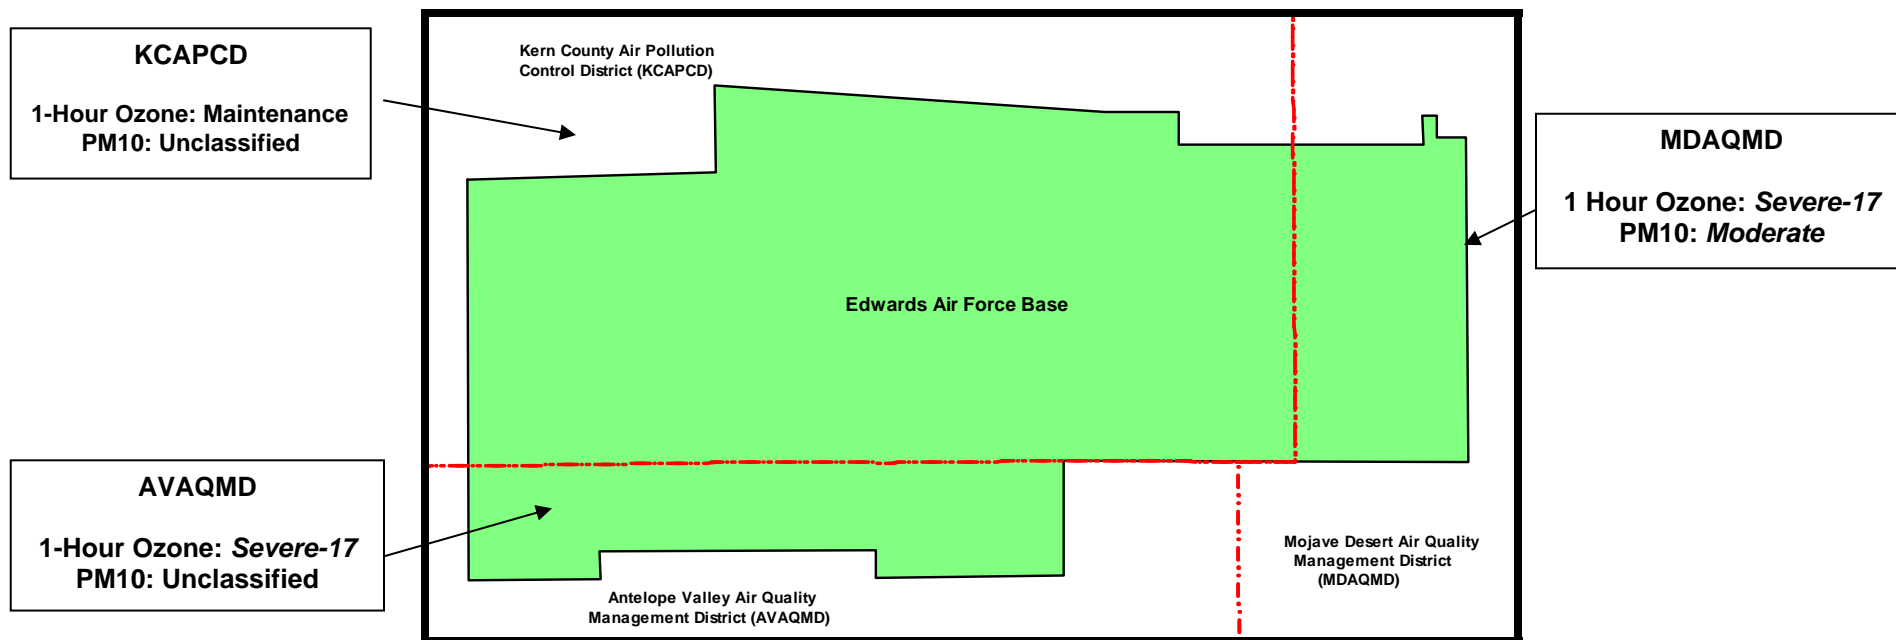 KCAPCD
1-Hour Ozone: Maintenance
PM10: Unclassified
Kern County Air Pollution
Control District (KCAPCD)
MDAQMD
1 Hour Ozone: Severe-17
PM10: Moderate
Edwards Air Force Base
AVAQMD
1-Hour Ozone: Severe-17
PM10: Unclassified
Antelope Valley Air Quality
Management District (AVAQMD)
Mojave Desert Air Quality
Management District
(MDAQMD)